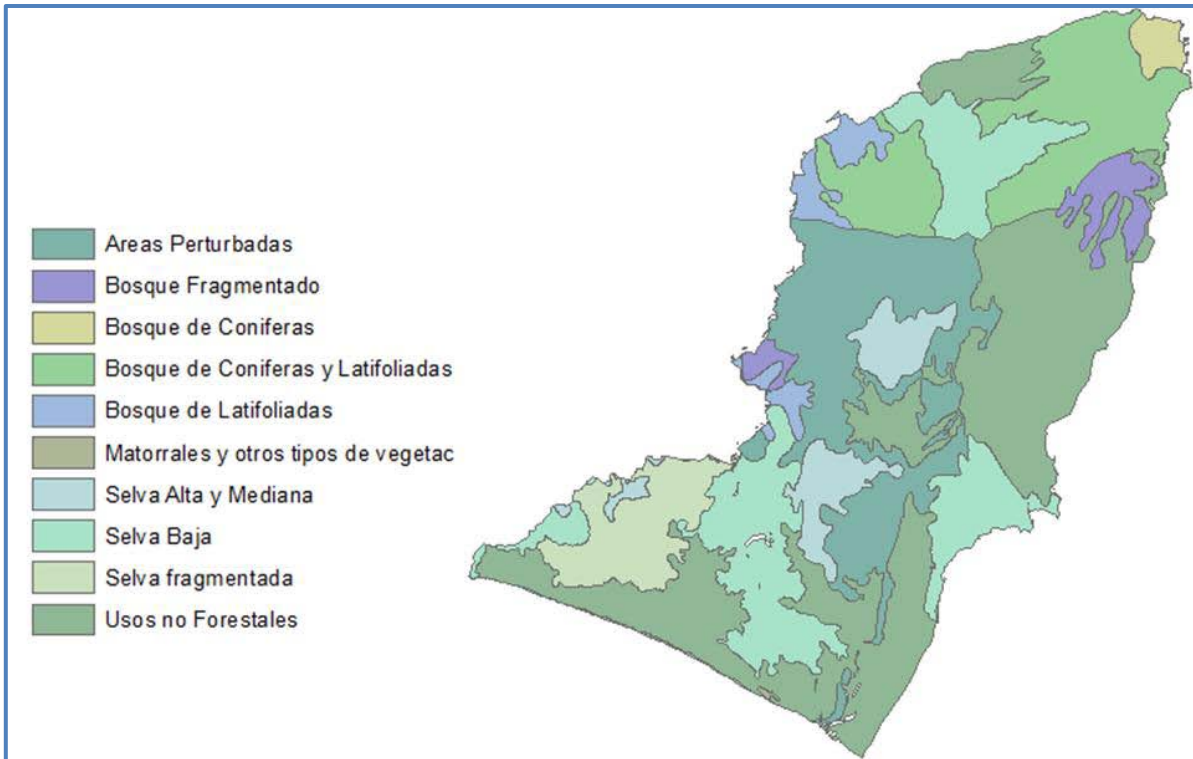 Areas Perturbadas
Bosque Fragmentado
Bosque de Coniferas
Bosque de Coniferas y Latifoliadas
Bosque de Latifoliadas
Matorrales y otros tipos de vegetac
Selva Alta y Mediana
Selva Baja
Selva fragmentada
Usos no Forestales